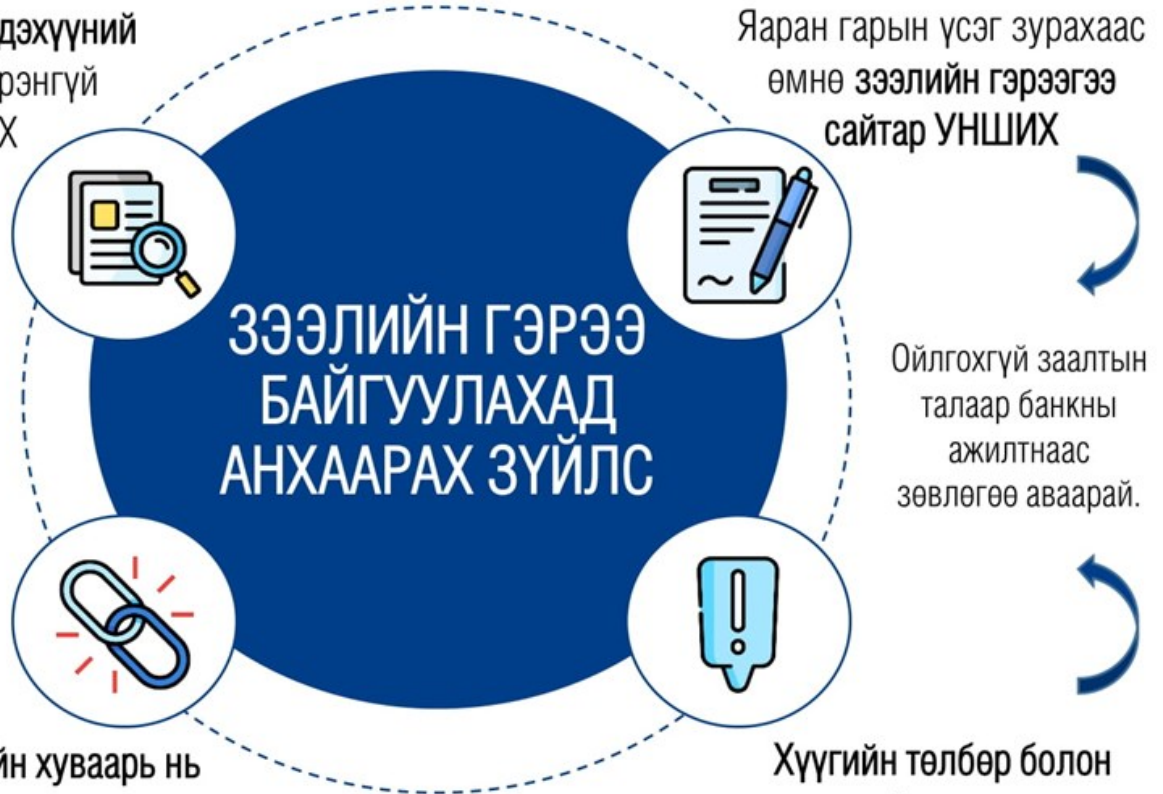 дэхүүний
рэнгүй
Х
Яаран гарын үсэг зурахаас
өмнө зээлийн гэрээгээ
сайтар УНШИХ
ЗЭЭЛИЙН ГЭРЭЭ
БАЙГУУЛАХАД
АНХААРАХ ЗҮЙЛС
Ойлгохгүй заалтын
талаар банкны
ажилтнаас
зөвлөгөө аваарай.
йн хуваарь нь
Хүүгийн төлбөр болон